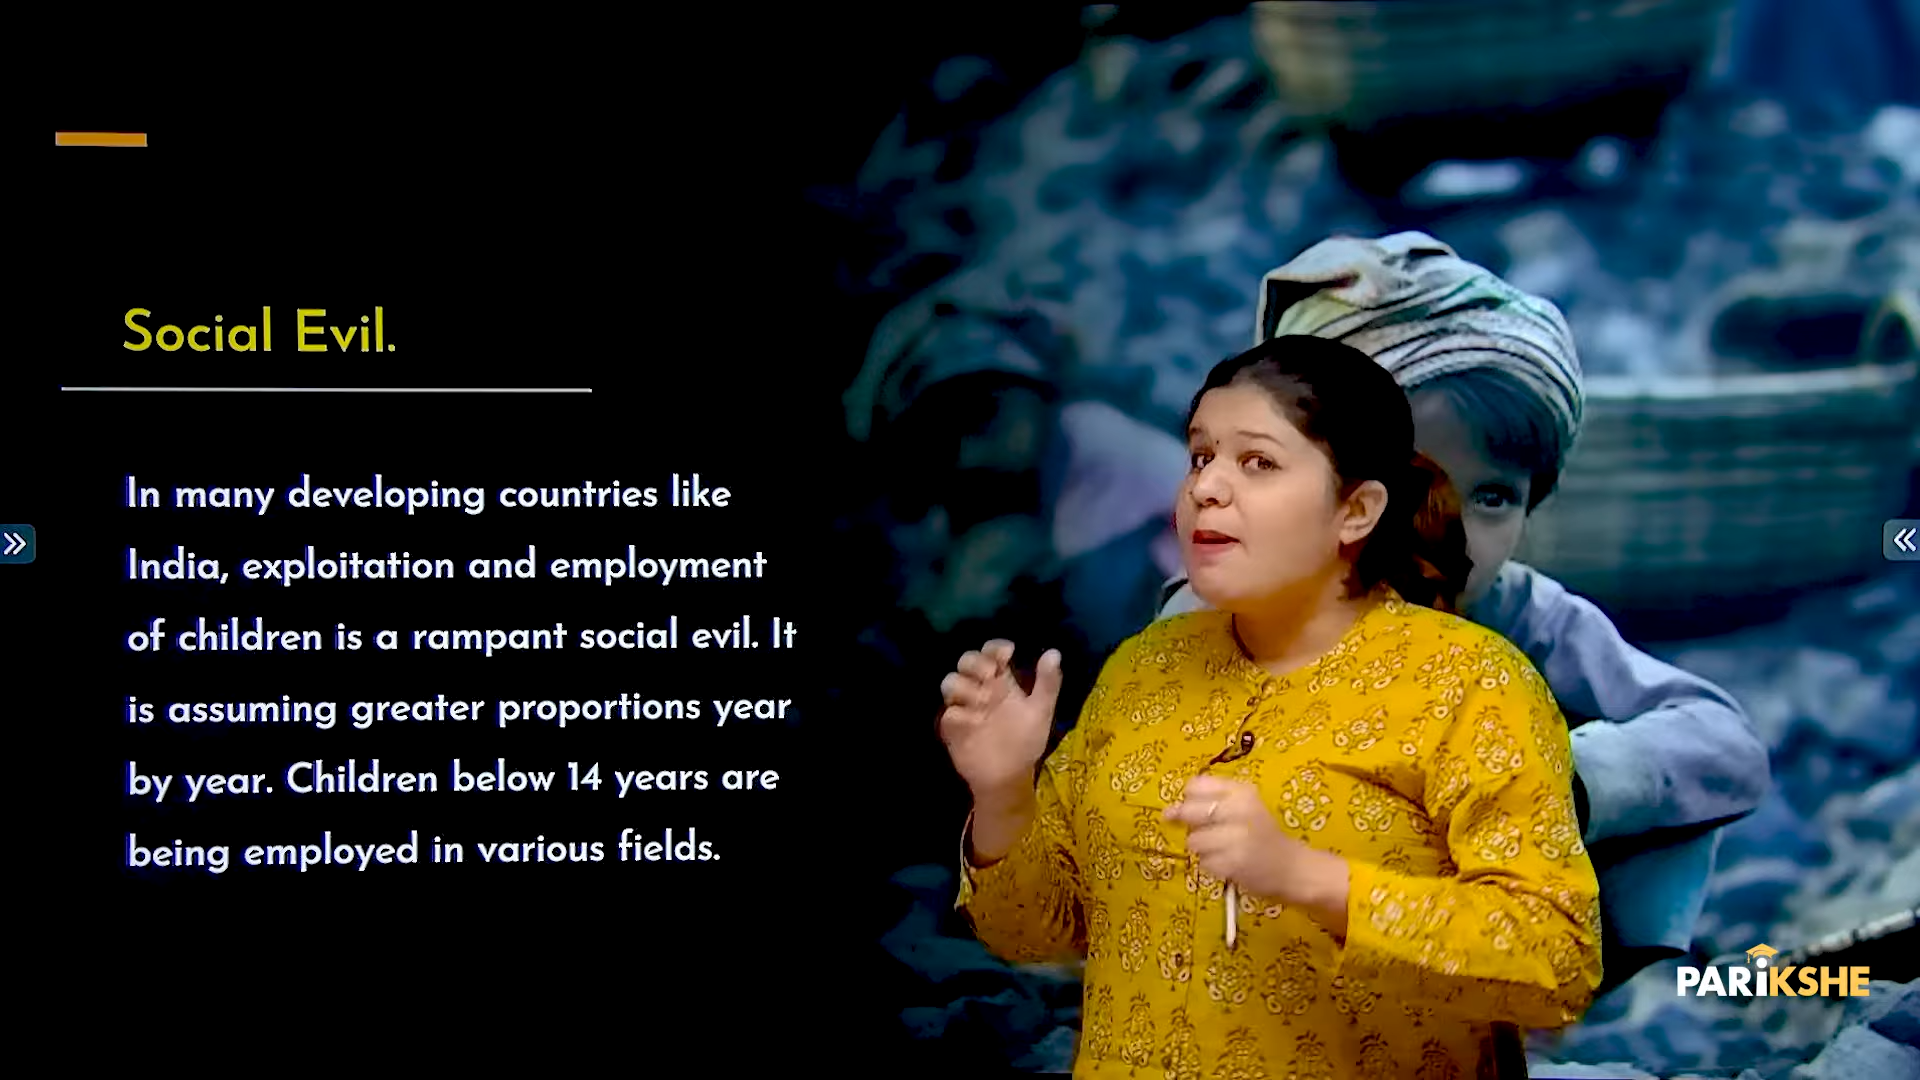 Social Evil.
In many developing countries like
India, exploitation and employment
of children is a rampant social evil. It
is assuming greater proportions year
by year. Children below 14 years are
being employed in various fields.
PARiKSHE